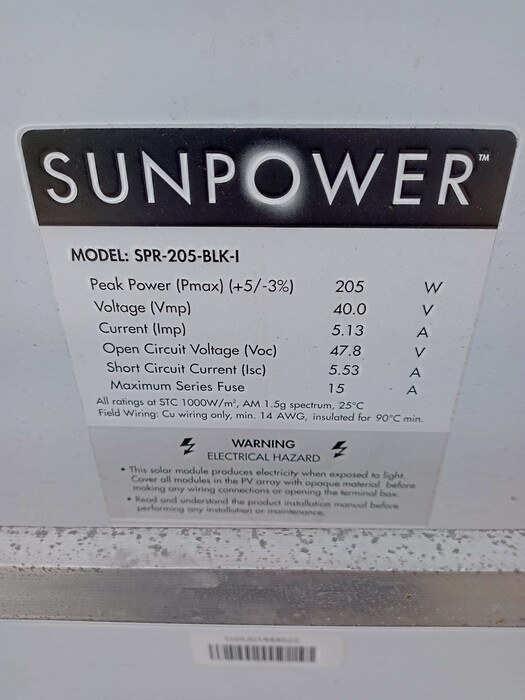 SUNPOWER™
MODEL: SPR-205-BLK-I
Peak Power (Pmax) (+5/-3%) 205 W
Voltage (Vmp) 40.0 V
Current (Imp) 5.13 A
Open Circuit Voltage (Voc) 47.8 V
Short Circuit Current (Isc) 5.53 A
Maximum Series Fuse 15 A
All ratings at STC 1000W/m², AM 1.5g spectrum, 25°C
Field Wiring: Cu wiring only, min. 14 AWG, insulated for 90°C min.
WARNING
ELECTRICAL HAZARD
• This solar module produces electricity when exposed to light.
Cover all modules in the PV array with opaque material before
making any wiring connections or opening the terminal box.
• Read and understand the product installation manual before
performing any installation or maintenance.